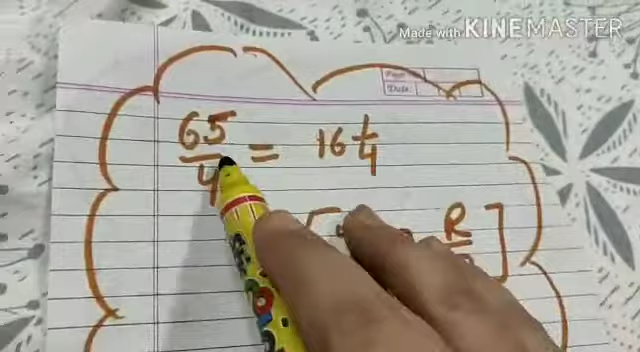 Made with KINEMASTER
Page
Date
65/4 = 16 1/4
[ R ]